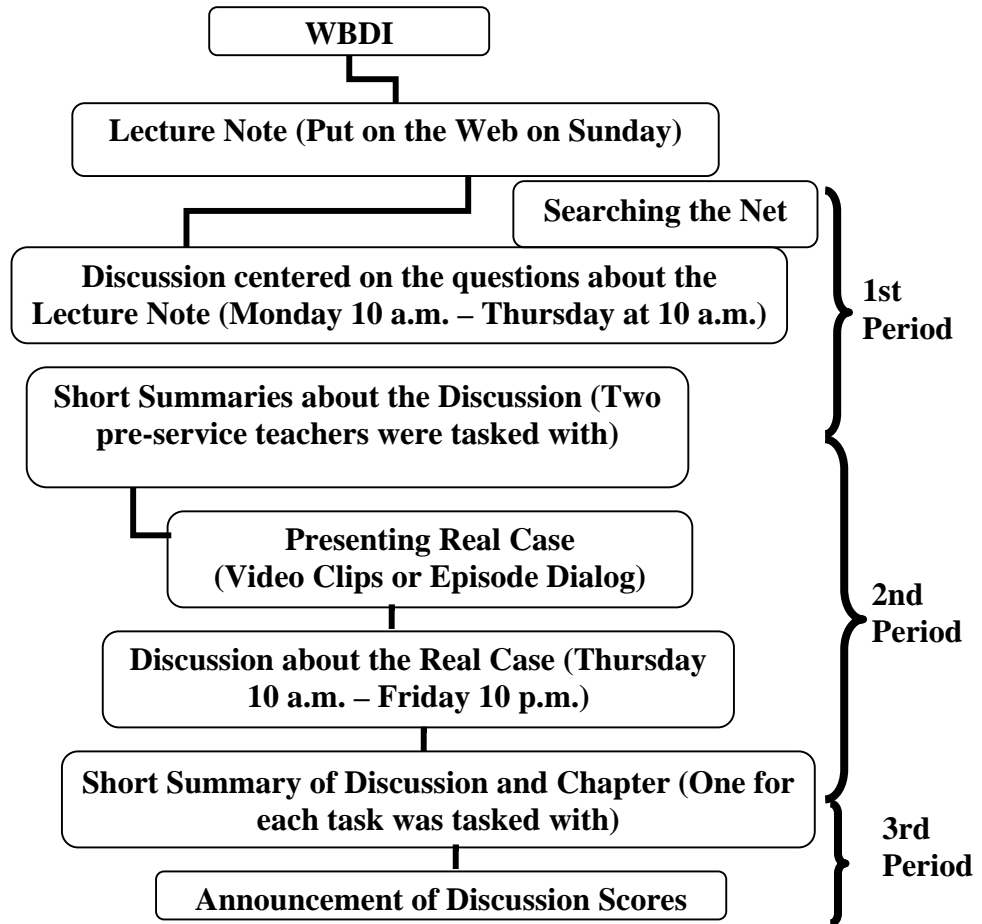 WBDI
Lecture Note (Put on the Web on Sunday)
Searching the Net
Discussion centered on the questions about the
Lecture Note (Monday 10 a.m. – Thursday at 10 a.m.)
1st
Period
Short Summaries about the Discussion (Two
pre-service teachers were tasked with)
Presenting Real Case
(Video Clips or Episode Dialog)
2nd
Period
Discussion about the Real Case (Thursday
10 a.m. – Friday 10 p.m.)
Short Summary of Discussion and Chapter (One for
each task was tasked with)
3rd
Period
Announcement of Discussion Scores